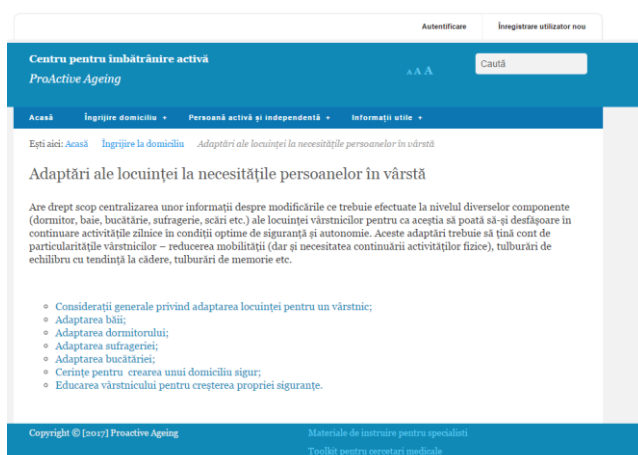 Autentificare Înregistrare utilizator nou
Centru pentru îmbătrânire activă
ProActive Ageing
A A A
Caută
Acasă Îngrijire domiciliu + Persoană activă și independentă + Informații utile +
Ești aici: Acasă Îngrijire la domiciliu Adaptări ale locuinței la necesitățile persoanelor în vârstă
Adaptări ale locuinței la necesitățile persoanelor în vârstă
Are drept scop centralizarea unor informații despre modificările ce trebuie efectuate la nivelul diverselor componente
(dormitor, baie, bucătărie, sufragerie, scări etc.) ale locuinței vârstnicilor pentru ca aceștia să poată să-și desfășoare în
continuare activitățile zilnice în condiții optime de siguranță și autonomie. Aceste adaptări trebuie să țină cont de
particularitățile vârstnicilor – reducerea mobilității (dar și necesitatea continuării activităților fizice), tulburări de
echilibru cu tendință la cădere, tulburări de memorie etc.
Considerații generale privind adaptarea locuinței pentru un vârstnic;
Adaptarea băii;
Adaptarea dormitorului;
Adaptarea sufrageriei;
Adaptarea bucătăriei;
Cerințe pentru crearea unui domiciliu sigur;
Educarea vârstnicului pentru creșterea propriei siguranțe.
Copyright © [2017] Proactive Ageing Materiale de instruire pentru specialisti
Toolkit pentru cercetari medicale